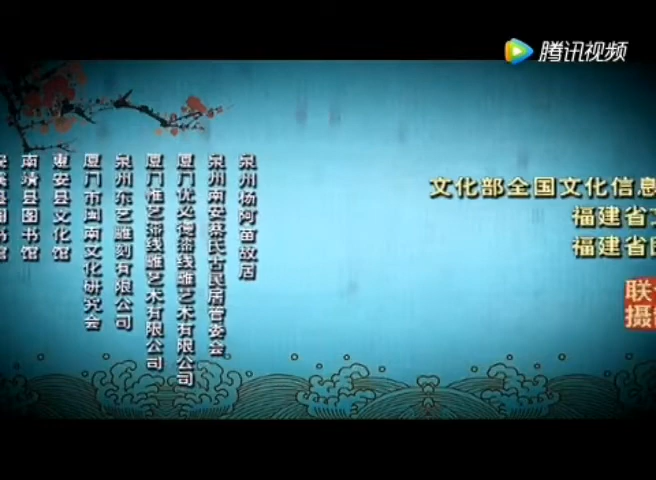 腾讯视频
泉州杨阿苗故居
泉州南安蔡氏古民居管委会
厦门优必德漆线雕艺术有限公司
厦门惟艺漆线雕艺术有限公司
泉州东艺雕刻有限公司
厦门市闽南文化研究会
惠安县文化馆
南靖县图书馆
文化部全国文化信息
福建省文
福建省
联
摄